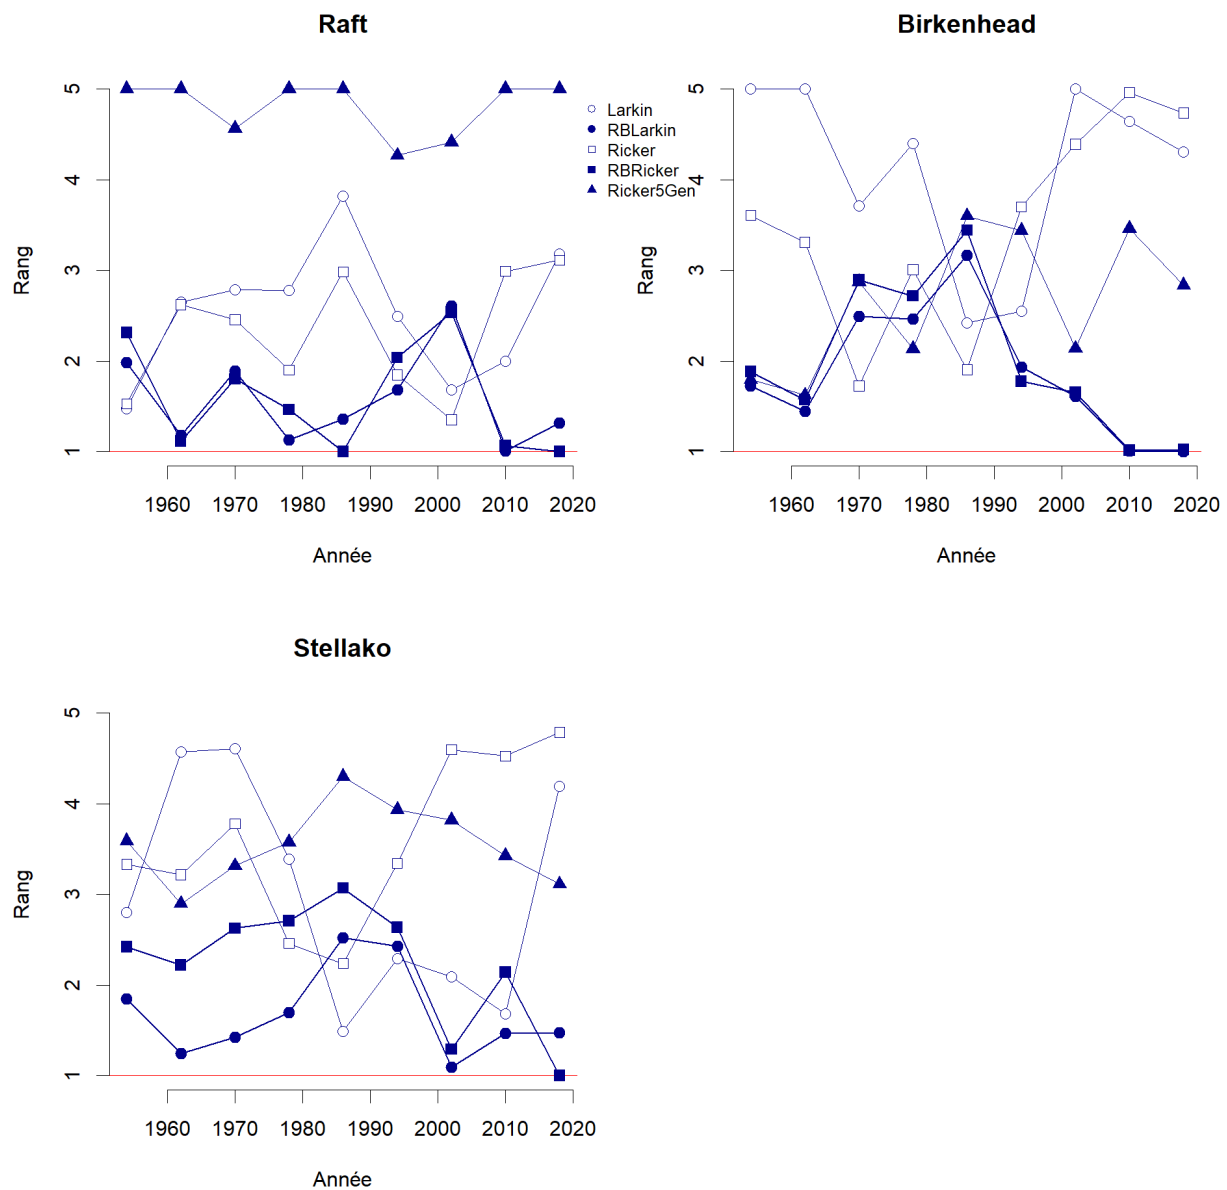 Raft
Rang
5
4
3
2
1
1960 1970 1980 1990 2000 2010 2020
Année
Larkin
RBLarkin
Ricker
RBRicker
Ricker5Gen
Birkenhead
Rang
5
4
3
2
1
1960 1970 1980 1990 2000 2010 2020
Année
Stellako
Rang
5
4
3
2
1
1960 1970 1980 1990 2000 2010 2020
Année